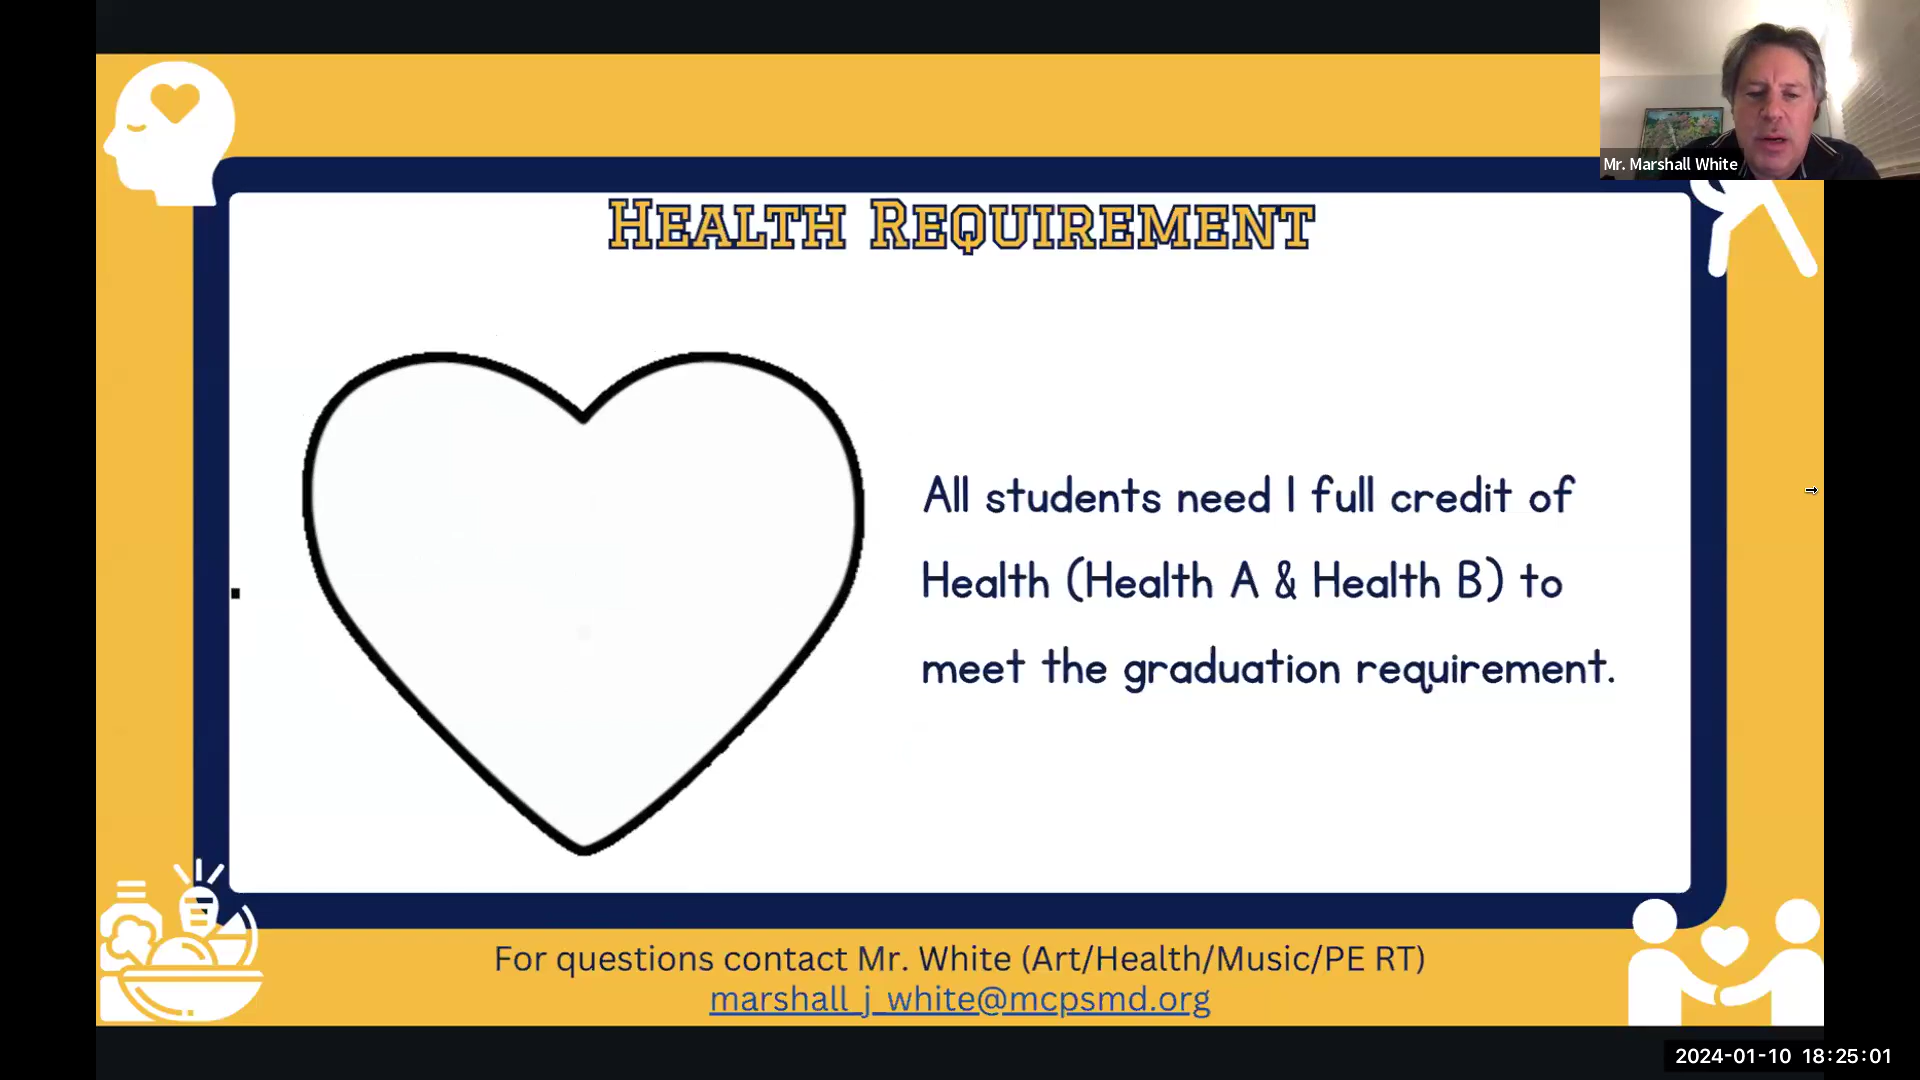 Mr. Marshall White
Health Requirement
All students need 1 full credit of
Health (Health A & Health B) to
meet the graduation requirement.
For questions contact Mr. White (Art/Health/Music/PE RT)
marshall_j_white@mcpsmd.org
2024-01-10 18:25:01